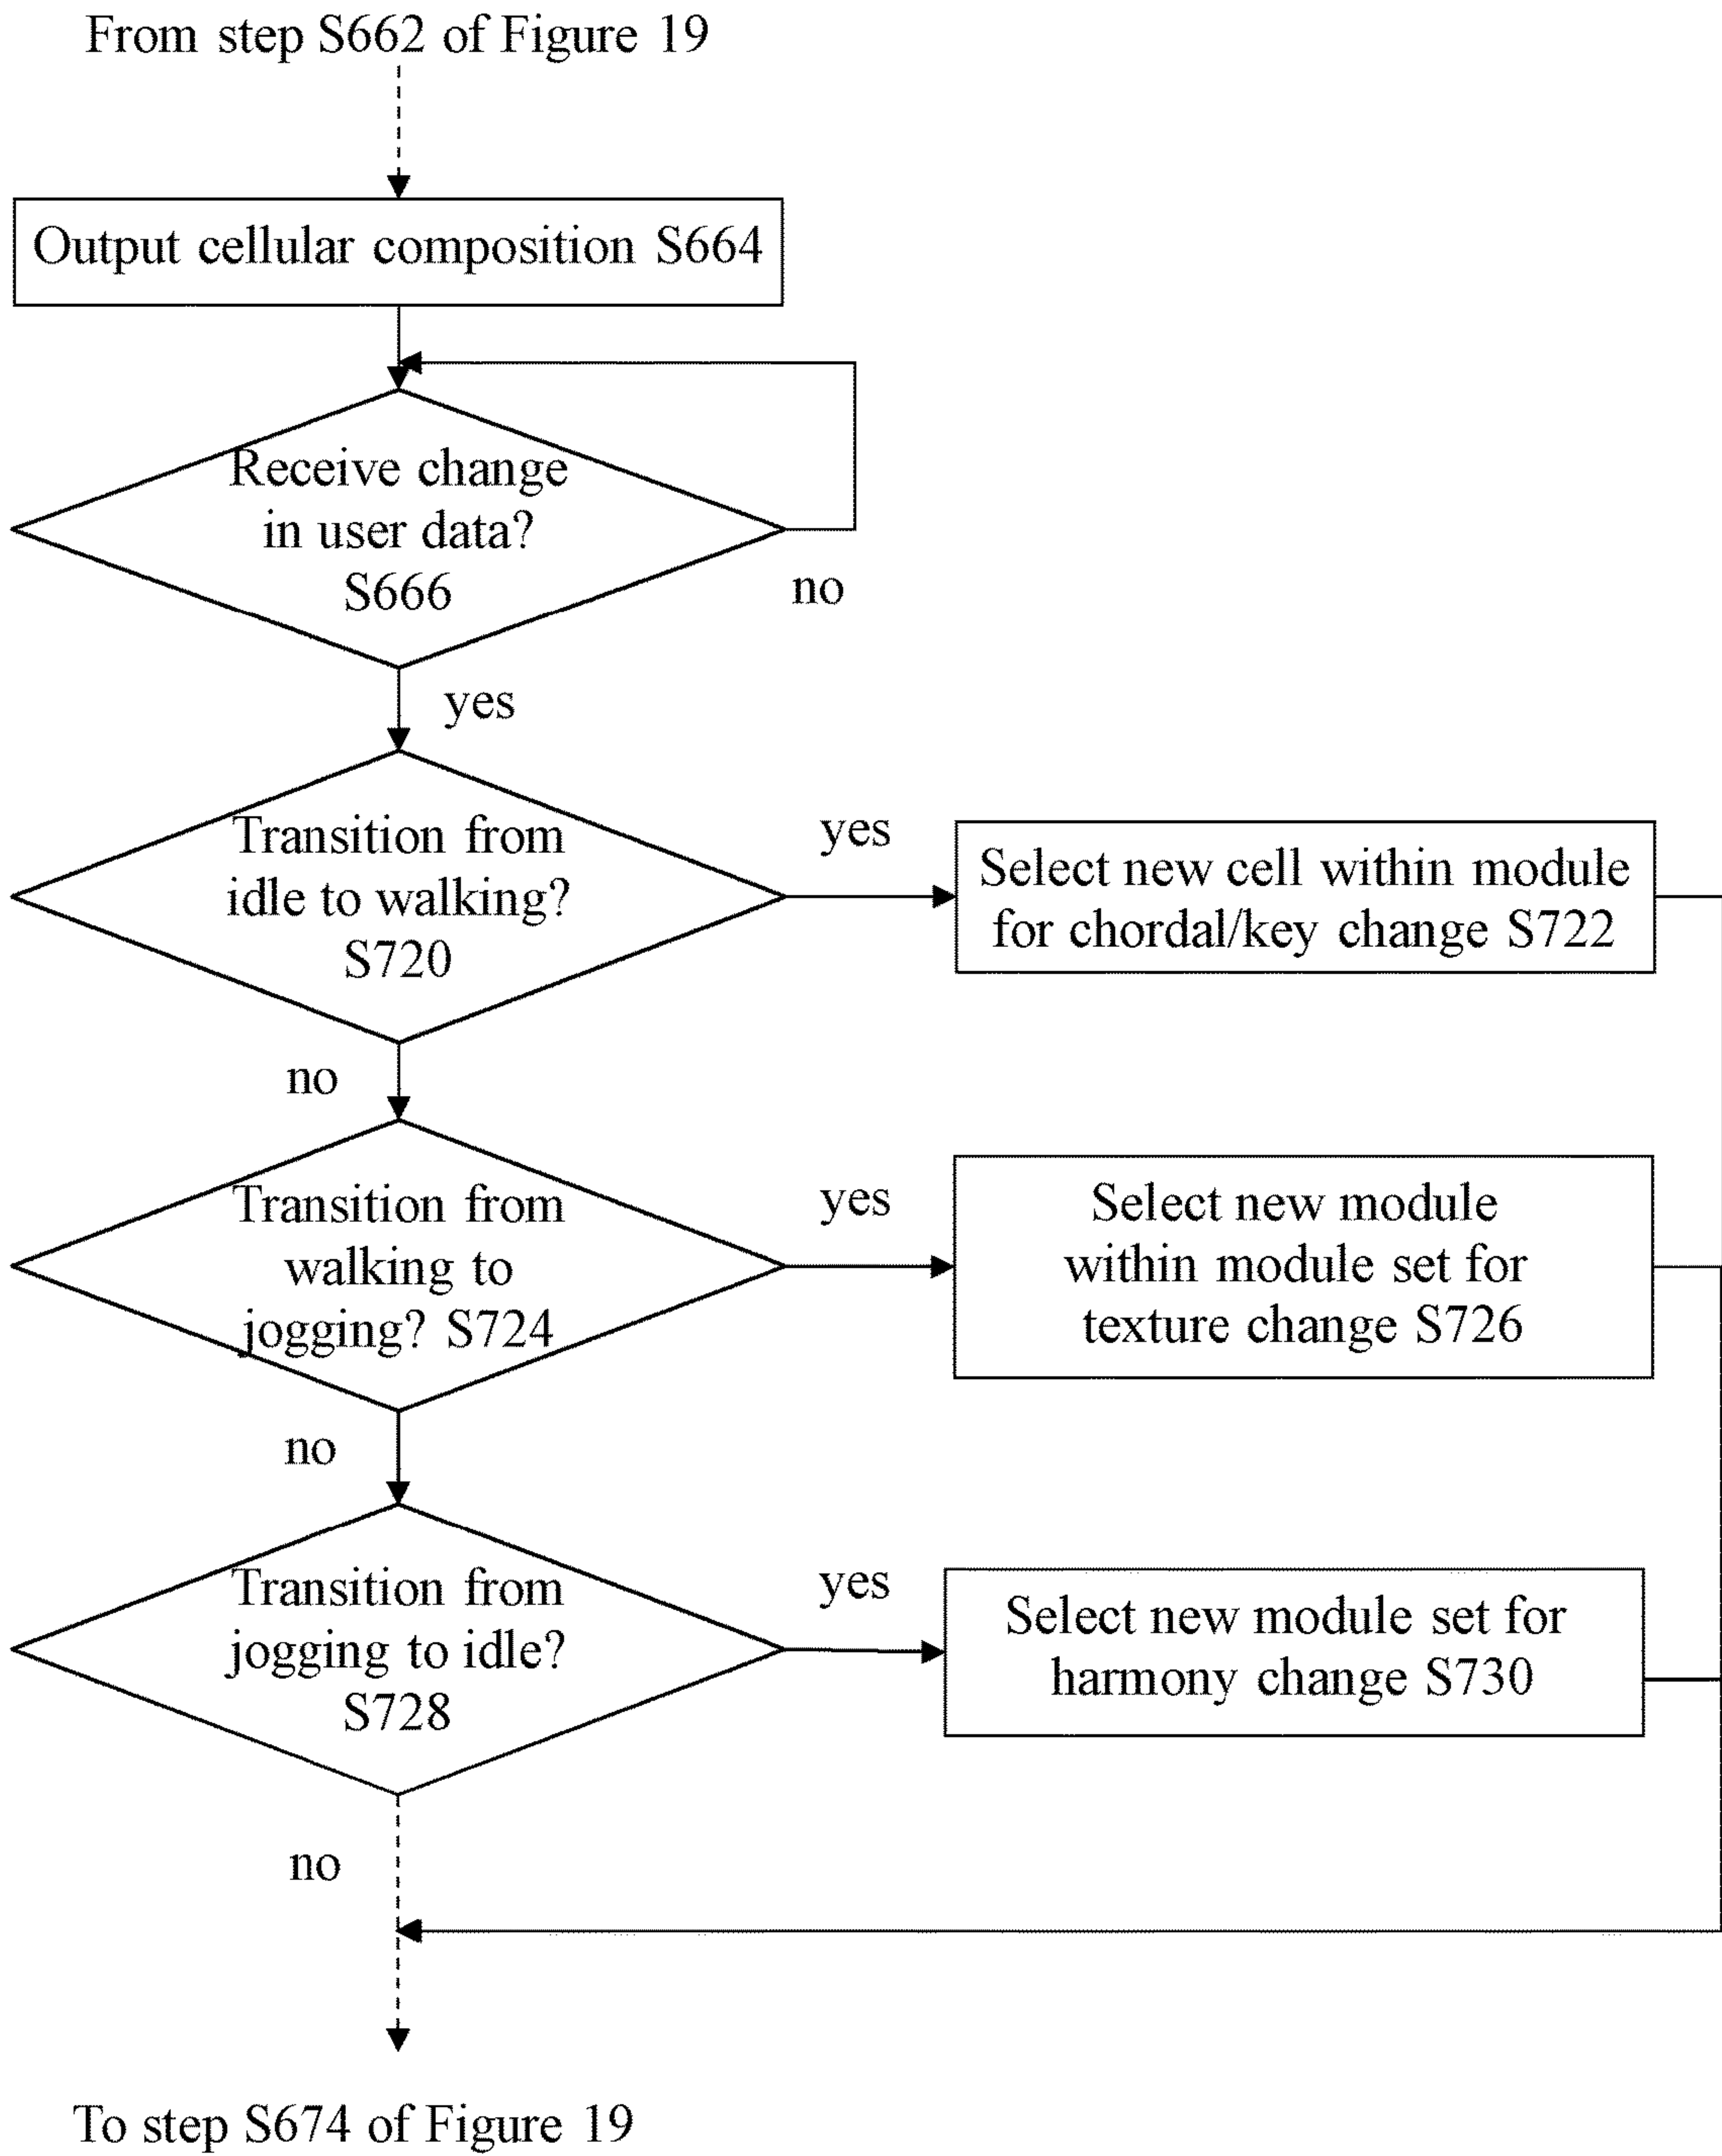 From step S662 of Figure 19
Output cellular composition S664
Receive change
in user data?
S666
no
yes
Transition from
idle to walking?
S720
yes
Select new cell within module
for chordal/key change S722
no
Transition from
walking to
jogging? S724
yes
Select new module
within module set for
texture change S726
no
Transition from
jogging to idle?
S728
yes
Select new module set for
harmony change S730
no
To step S674 of Figure 19